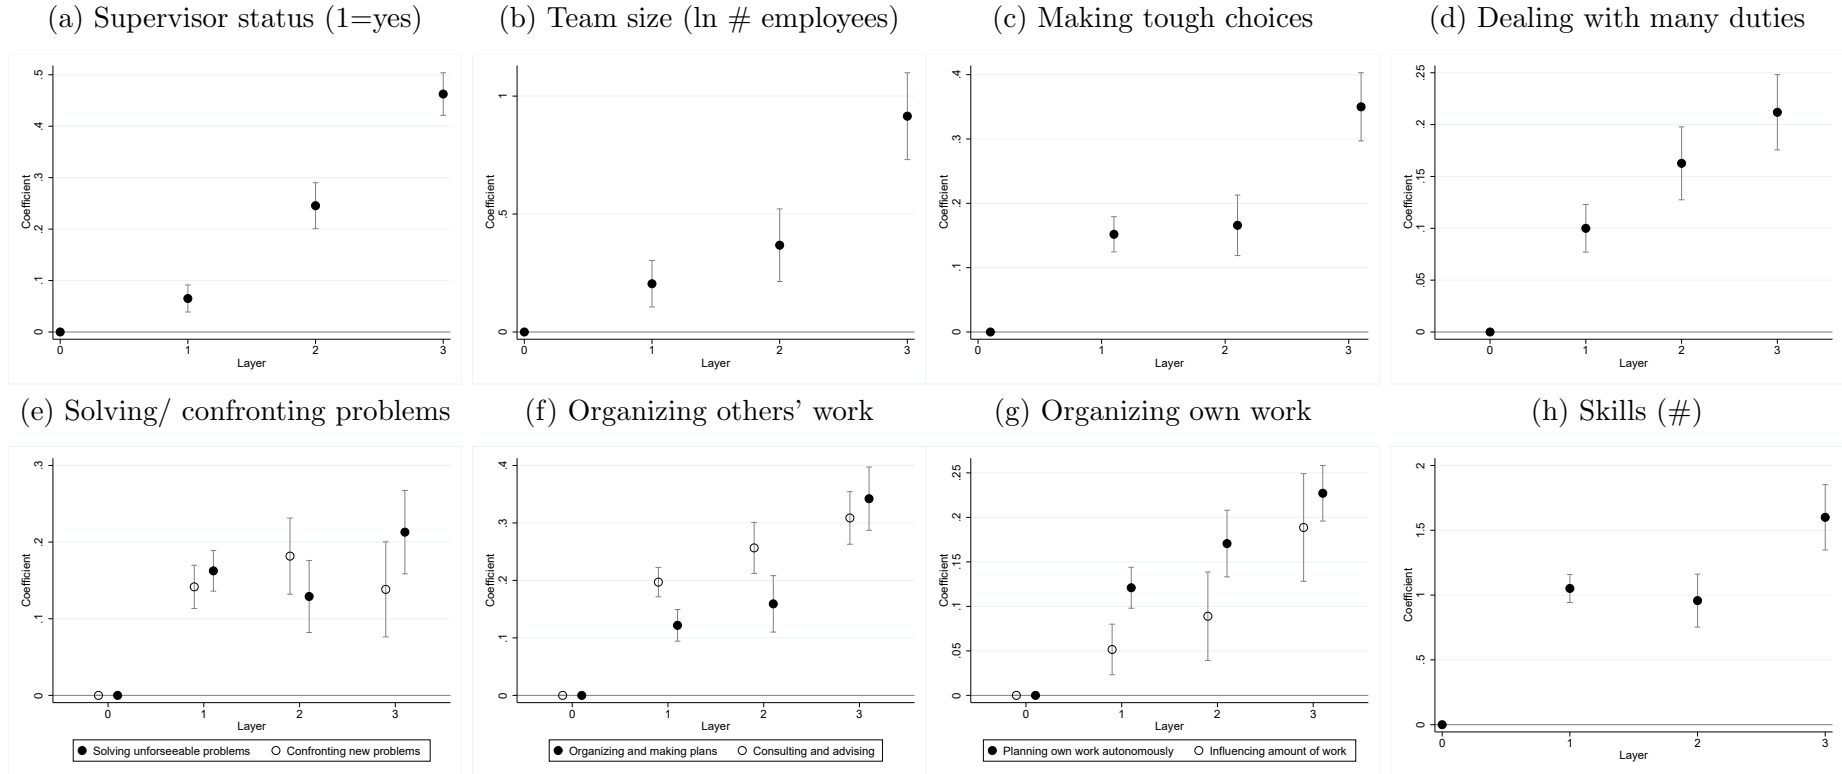 (a) Supervisor status (1=yes)
(b) Team size (ln # employees)
(c) Making tough choices
(d) Dealing with many duties
Coefficient
.5
.4
.3
.2
.1
0
0 1 2 3
Layer
Coefficient
1
.5
0
0 1 2 3
Layer
Coefficient
.4
.3
.2
.1
0
0 1 2 3
Layer
Coefficient
.25
.2
.15
.1
.05
0
0 1 2 3
Layer
(e) Solving/ confronting problems
(f) Organizing others' work
(g) Organizing own work
(h) Skills (#)
Coefficient
.3
.2
.1
0
0 1 2 3
Layer
Solving unforseeable problems Confronting new problems
Coefficient
.4
.3
.2
.1
0
0 1 2 3
Layer
Organizing and making plans Consulting and advising
Coefficient
.25
.2
.15
.1
.05
0
0 1 2 3
Layer
Planning own work autonomously Influencing amount of work
Coefficient
2
1.5
1
.5
0
0 1 2 3
Layer